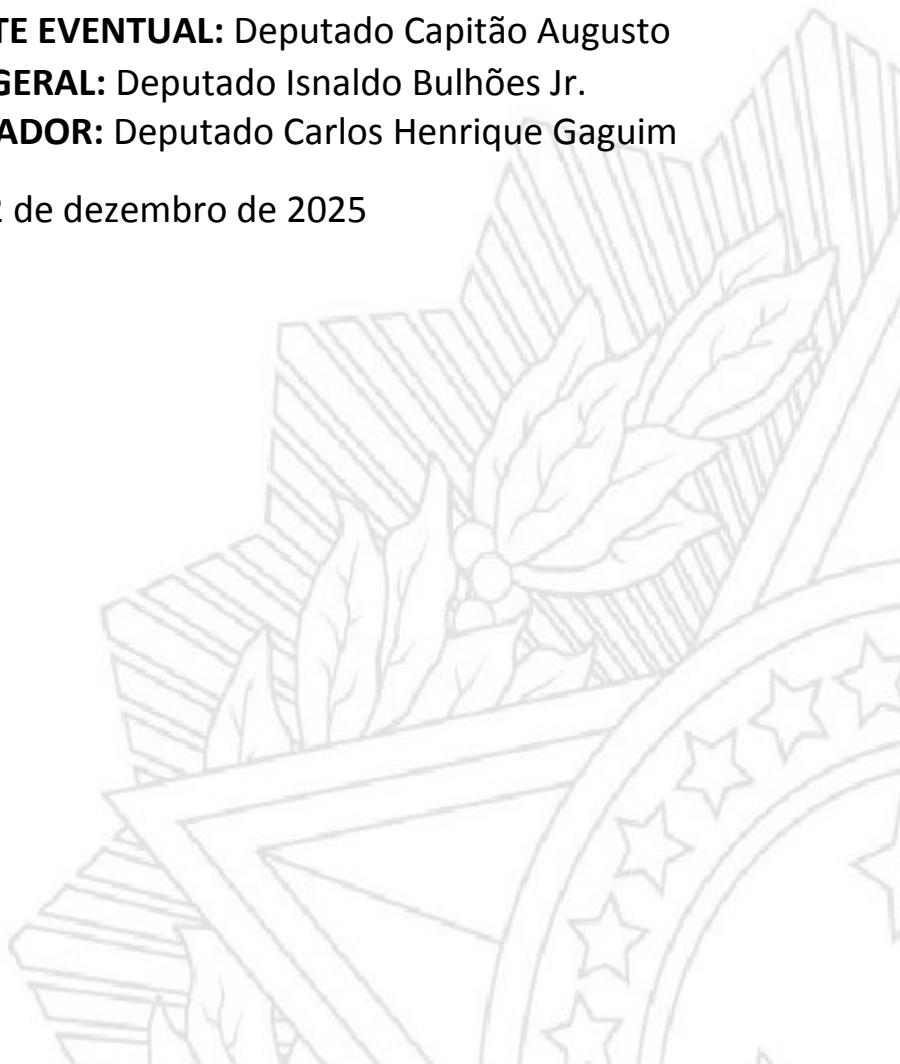 TE EVENTUAL: Deputado Capitão Augusto
GERAL: Deputado Isnaldo Bulhões Jr.
ADOR: Deputado Carlos Henrique Gaguim
2 de dezembro de 2025